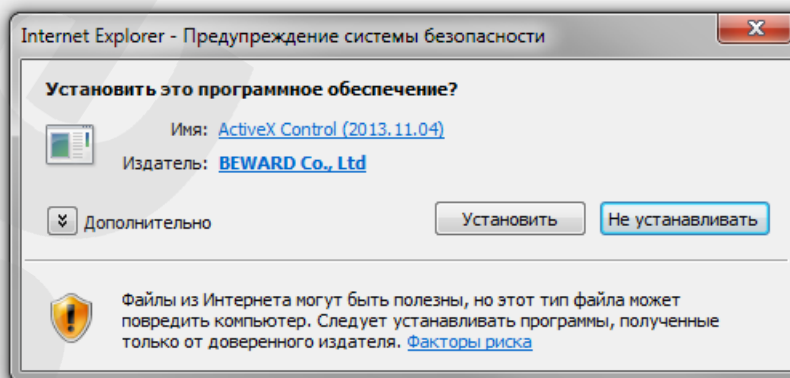 Internet Explorer - Предупреждение системы безопасности
Установить это программное обеспечение?
Имя: ActiveX Control (2013.11.04)
Издатель: BEWARD Co., Ltd
Дополнительно
Установить
Не устанавливать
Файлы из Интернета могут быть полезны, но этот тип файла может
повредить компьютер. Следует устанавливать программы, полученные
только от доверенного издателя. Факторы риска